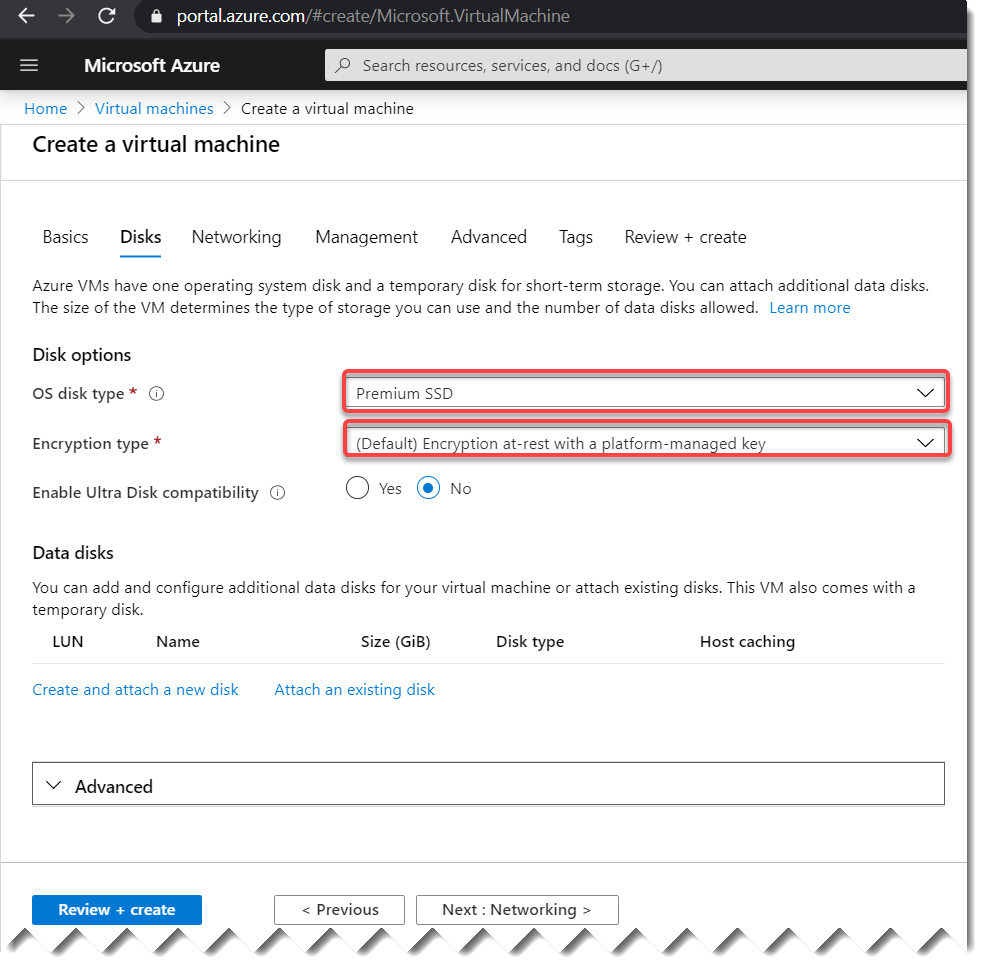 portal.azure.com/#create/Microsoft.VirtualMachine
Microsoft Azure
Search resources, services, and docs (G+/)
Home > Virtual machines > Create a virtual machine
Create a virtual machine
Basics Disks Networking Management Advanced Tags Review + create
Azure VMs have one operating system disk and a temporary disk for short-term storage. You can attach additional data disks.
The size of the VM determines the type of storage you can use and the number of data disks allowed. Learn more
Disk options
OS disk type * Premium SSD
Encryption type * (Default) Encryption at-rest with a platform-managed key
Enable Ultra Disk compatibility Yes No
Data disks
You can add and configure additional data disks for your virtual machine or attach existing disks. This VM also comes with a
temporary disk.
LUN Name Size (GiB) Disk type Host caching
Create and attach a new disk Attach an existing disk
Advanced
Review + create < Previous Next : Networking >